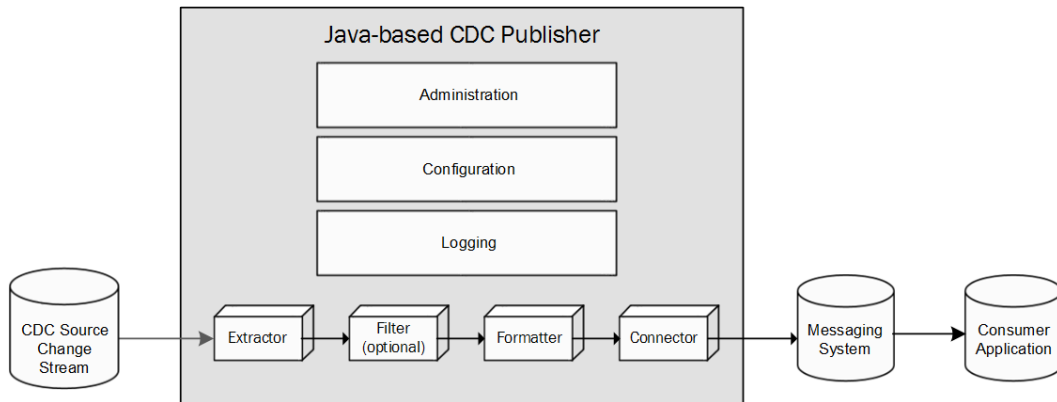 Java-based CDC Publisher
Administration
Configuration
Logging
CDC Source
Change
Stream
Extractor
Filter
(optional)
Formatter
Connector
Messaging
System
Consumer
Application